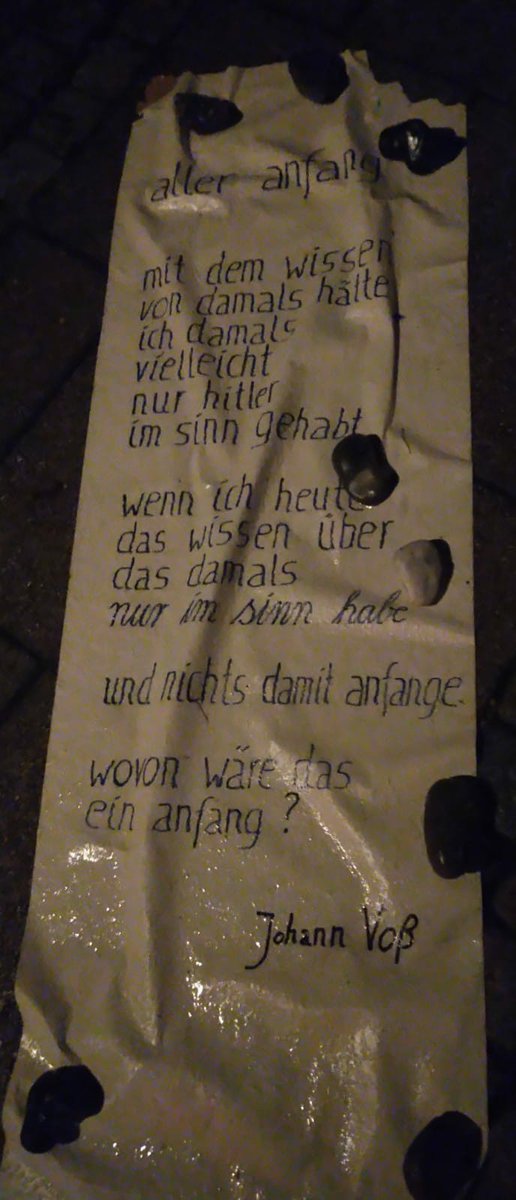 aller anfang
mit dem wissen
von damals hätte
ich damals
vielleicht
nur hitler
im sinn gehabt
wenn ich heute
das wissen über
das damals
nur im sinn habe
und nichts damit anfange.
wovon wäre das
ein anfang ?
Johann Voß